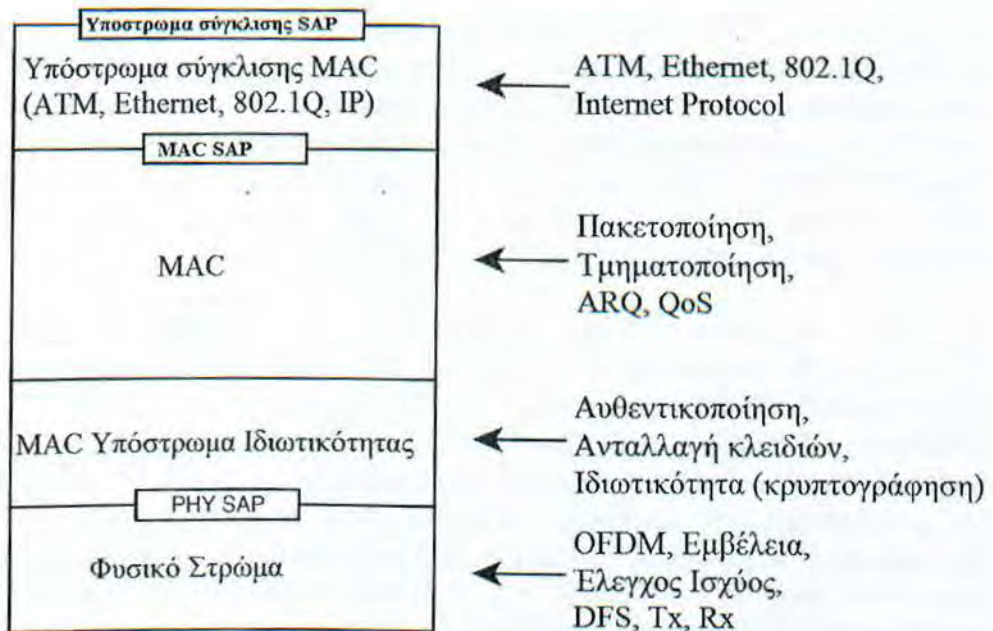 Υποστρωμα σύγκλισης SAP
Υπόστρωμα σύγκλισης MAC
(ATM, Ethernet, 802.1Q, IP)
ATM, Ethernet, 802.1Q,
Internet Protocol
MAC SAP
MAC
Πακετοποίηση,
Τμηματοποίηση,
ARQ, QoS
MAC Υπόστρωμα Ιδιωτικότητας
Αυθεντικοποίηση,
Ανταλλαγή κλειδιών,
Ιδιωτικότητα (κρυπτογράφηση)
PHY SAP
Φυσικό Στρώμα
OFDM, Εμβέλεια,
Έλεγχος Ισχύος,
DFS, Tx, Rx